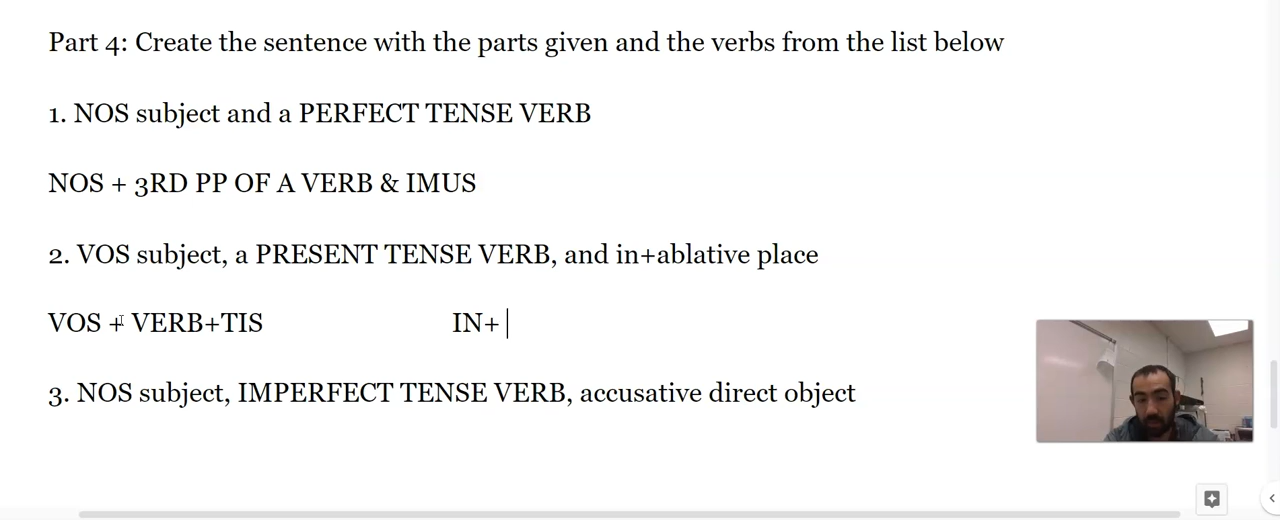 Part 4: Create the sentence with the parts given and the verbs from the list below
1. NOS subject and a PERFECT TENSE VERB
NOS + 3RD PP OF A VERB & IMUS
2. VOS subject, a PRESENT TENSE VERB, and in+ablative place
VOS + VERB+TIS IN+
3. NOS subject, IMPERFECT TENSE VERB, accusative direct object